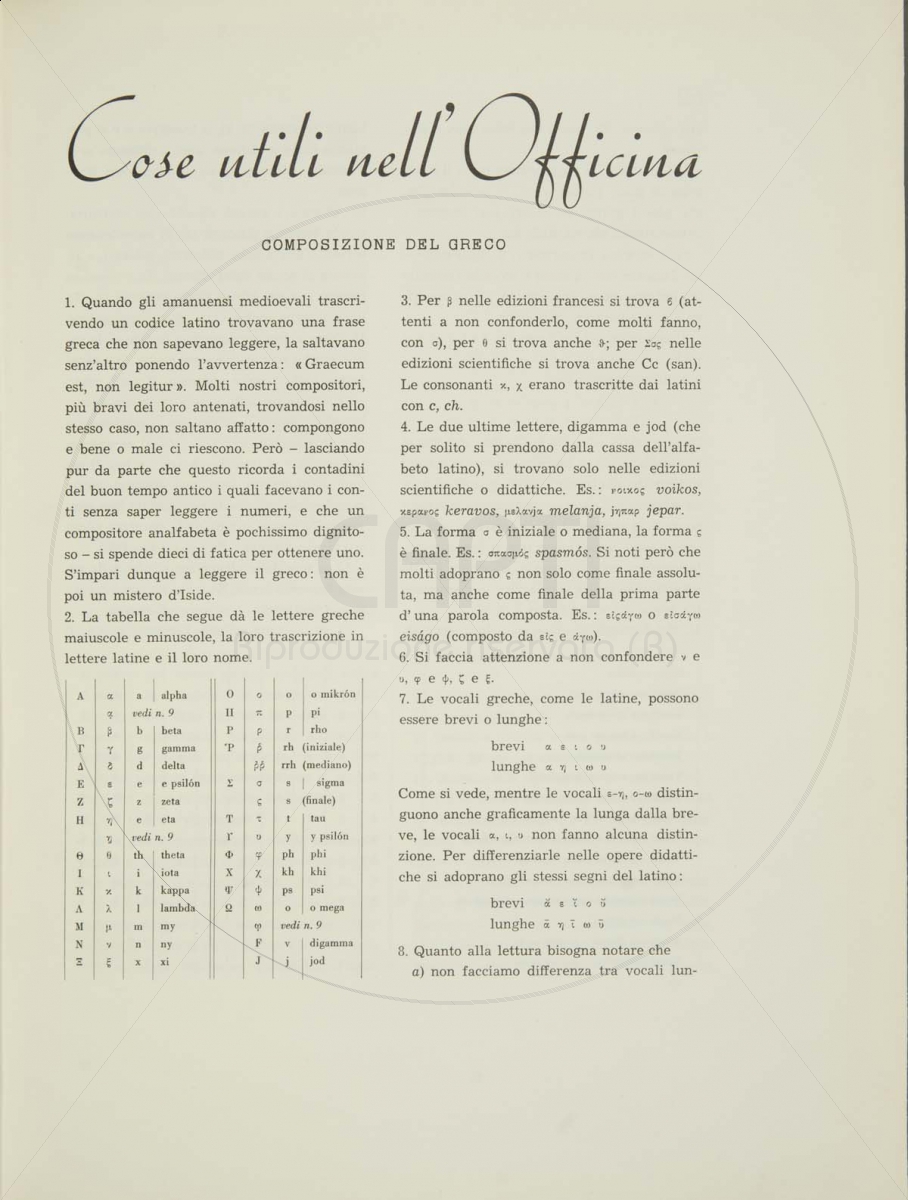 Cose utili nell'Officina
COMPOSIZIONE DEL GRECO
1. Quando gli amanuensi medioevali trascri-
vendo un codice latino trovavano una frase
greca che non sapevano leggere, la saltavano
senz'altro ponendo l'avvertenza: « Graecum
est, non legitur ». Molti nostri compositori,
più bravi dei loro antenati, trovandosi nello
stesso caso, non saltano affatto: compongono
e bene o male ci riescono. Però – lasciando
pur da parte che questo ricorda i contadini
del buon tempo antico i quali facevano i con-
ti senza saper leggere i numeri, e che un
compositore analfabeta è pochissimo dignito-
so – si spende dieci di fatica per ottenere uno.
S'impari dunque a leggere il greco: non è
poi un mistero d'Iside.
2. La tabella che segue dà le lettere greche
maiuscole e minuscole, la loro trascrizione in
lettere latine e il loro nome.
Α α a alpha
ᾳ vedi n. 9
Β β b beta
Γ γ g gamma
Δ δ d delta
Ε ε e e psilón
Ζ ζ z zeta
Η η e eta
ῃ vedi n. 9
Θ θ th theta
Ι ι i iota
Κ κ k kappa
Λ λ l lambda
Μ μ m my
Ν ν n ny
Ξ ξ x xi
Ο ο o o mikrón
Π π p pi
Ρ ρ r rho
Ῥ ῥ rh (iniziale)
ῤῥ rrh (mediano)
Σ σ s sigma
ς s (finale)
Τ τ t tau
Υ υ y y psilón
Φ φ ph phi
Χ χ kh khi
Ψ ψ ps psi
Ω ω o o mega
ῳ vedi n. 9
F v digamma
J j jod
3. Per β nelle edizioni francesi si trova ϐ (at-
tenti a non confonderlo, come molti fanno,
con σ), per θ si trova anche ϑ; per Σσς nelle
edizioni scientifiche si trova anche Cc (san).
Le consonanti κ, χ erano trascritte dai latini
con c, ch.
4. Le due ultime lettere, digamma e jod (che
per solito si prendono dalla cassa dell'alfa-
beto latino), si trovano solo nelle edizioni
scientifiche o didattiche. Es.: Fοικος voikos,
κεραFος keravos, μελανjα melanja, jηπαρ jepar.
5. La forma σ è iniziale o mediana, la forma ς
è finale. Es.: σπασμός spasmós. Si noti però che
molti adoprano ς non solo come finale assolu-
ta, ma anche come finale della prima parte
d'una parola composta. Es.: εἰςάγω o εἰσάγω
eiságo (composto da εἰς e ἀγω).
6. Si faccia attenzione a non confondere ν e
υ, φ e ψ, ζ e ξ.
7. Le vocali greche, come le latine, possono
essere brevi o lunghe:
brevi α ε ι ο υ
lunghe α η ι ω υ
Come si vede, mentre le vocali ε-η, ο-ω distin-
guono anche graficamente la lunga dalla bre-
ve, le vocali α, ι, υ non fanno alcuna distin-
zione. Per differenziarle nelle opere didatti-
che si adoprano gli stessi segni del latino:
brevi ᾰ ε ῐ ο ῠ
lunghe ᾱ η ῑ ω ῡ
8. Quanto alla lettura bisogna notare che
a) non facciamo differenza tra vocali lun-
CAPTI
Riproduzione riservata (β)